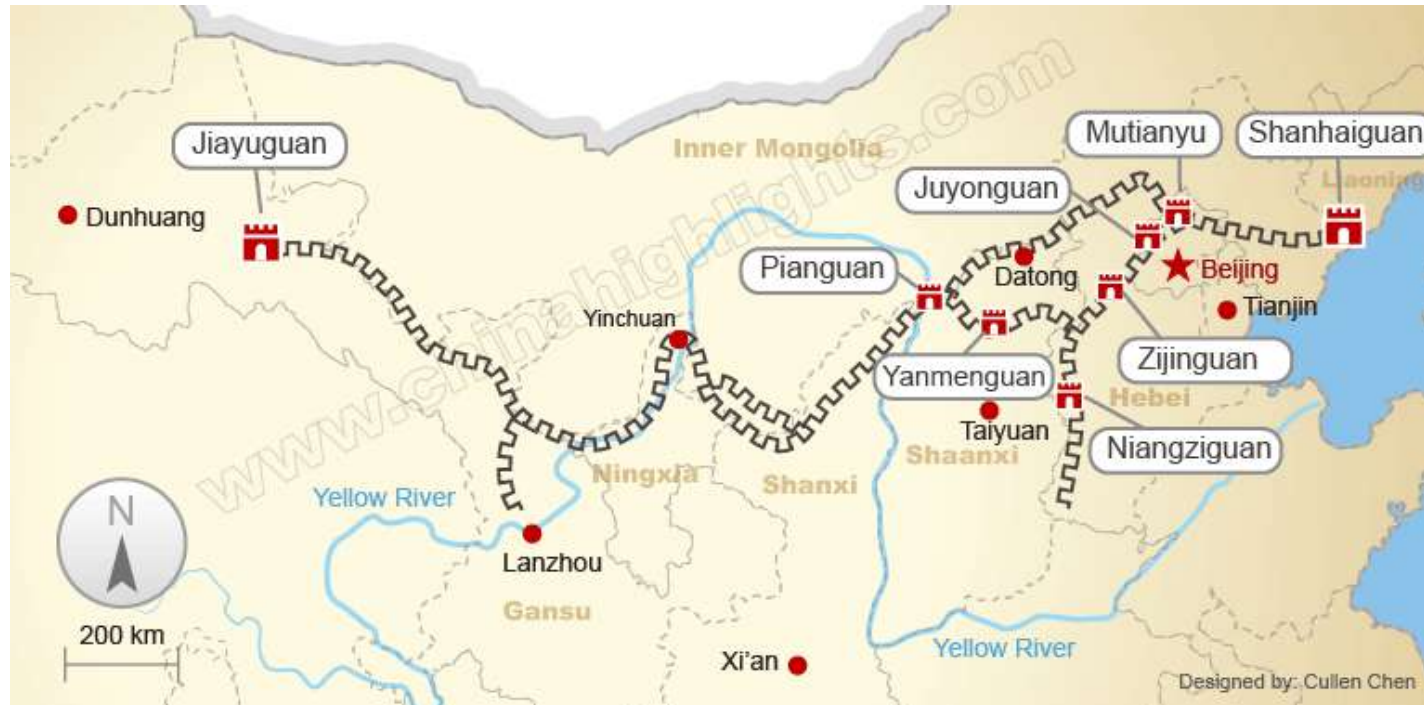 www.chinahighlights.com
Jiayuguan
Mutianyu
Shanhaiguan
Inner Mongolia
Liaoning
Juyonguan
Dunhuang
Pianguan
Datong
Beijing
Tianjin
Yinchuan
Yanmenguan
Zijinguan
Hebei
Taiyuan
Niangziguan
Shaanxi
Ningxia
Shanxi
Yellow River
N
Lanzhou
Gansu
200 km
Xi'an
Yellow River
Designed by: Cullen Chen